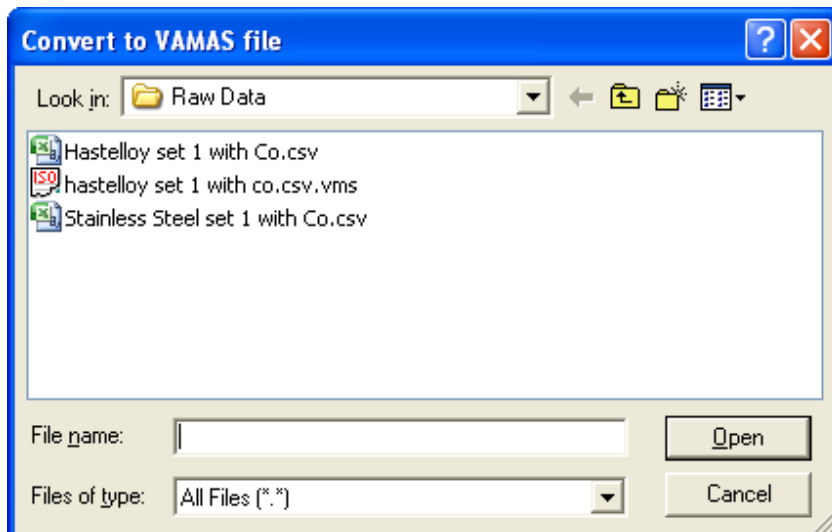 Convert to VAMAS file
Look in: Raw Data
Hastelloy set 1 with Co.csv
ISO
hastelloy set 1 with co.csv.vms
Stainless Steel set 1 with Co.csv
File name:
Open
Files of type: All Files (*.*)
Cancel